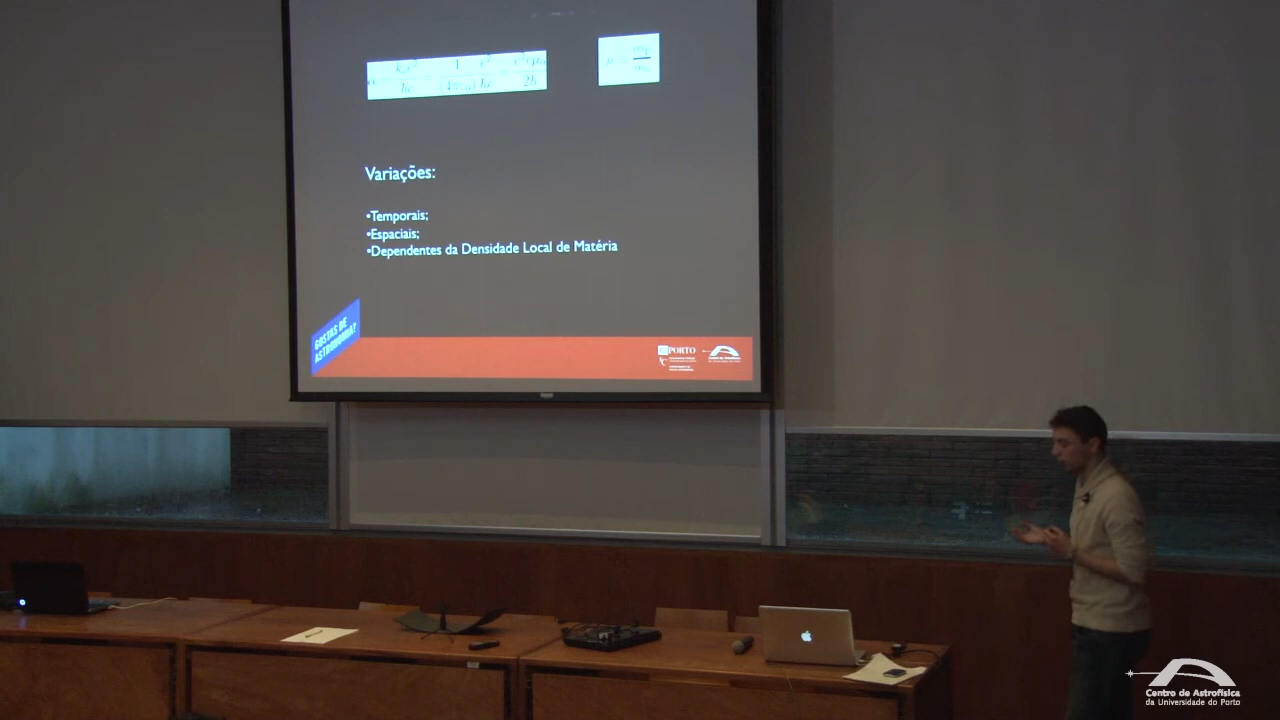 Variações:
•Temporais;
•Espaciais;
•Dependentes da Densidade Local de Matéria
GOSTAS DE
ASTRONOMIA?
PORTO
Centro de Astrofísica
da Universidade do Porto